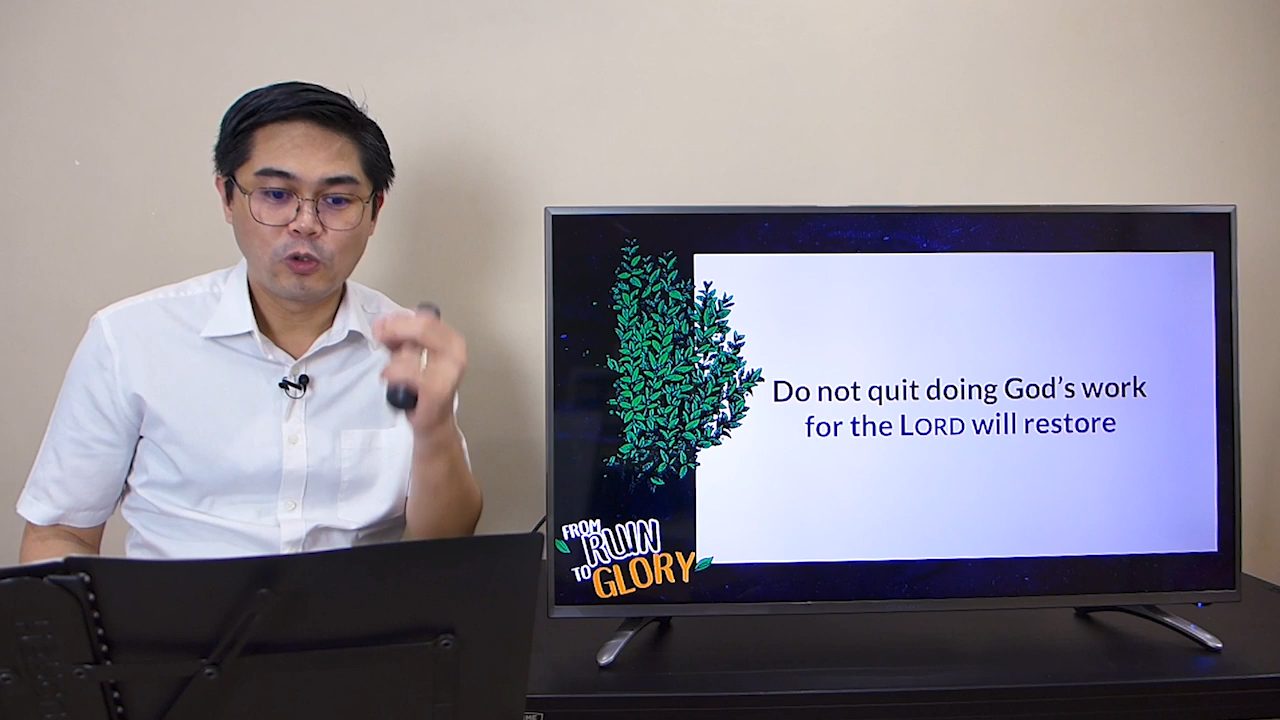 Do not quit doing God's work
for the LORD will restore
FROM
RUIN
TO
GLORY